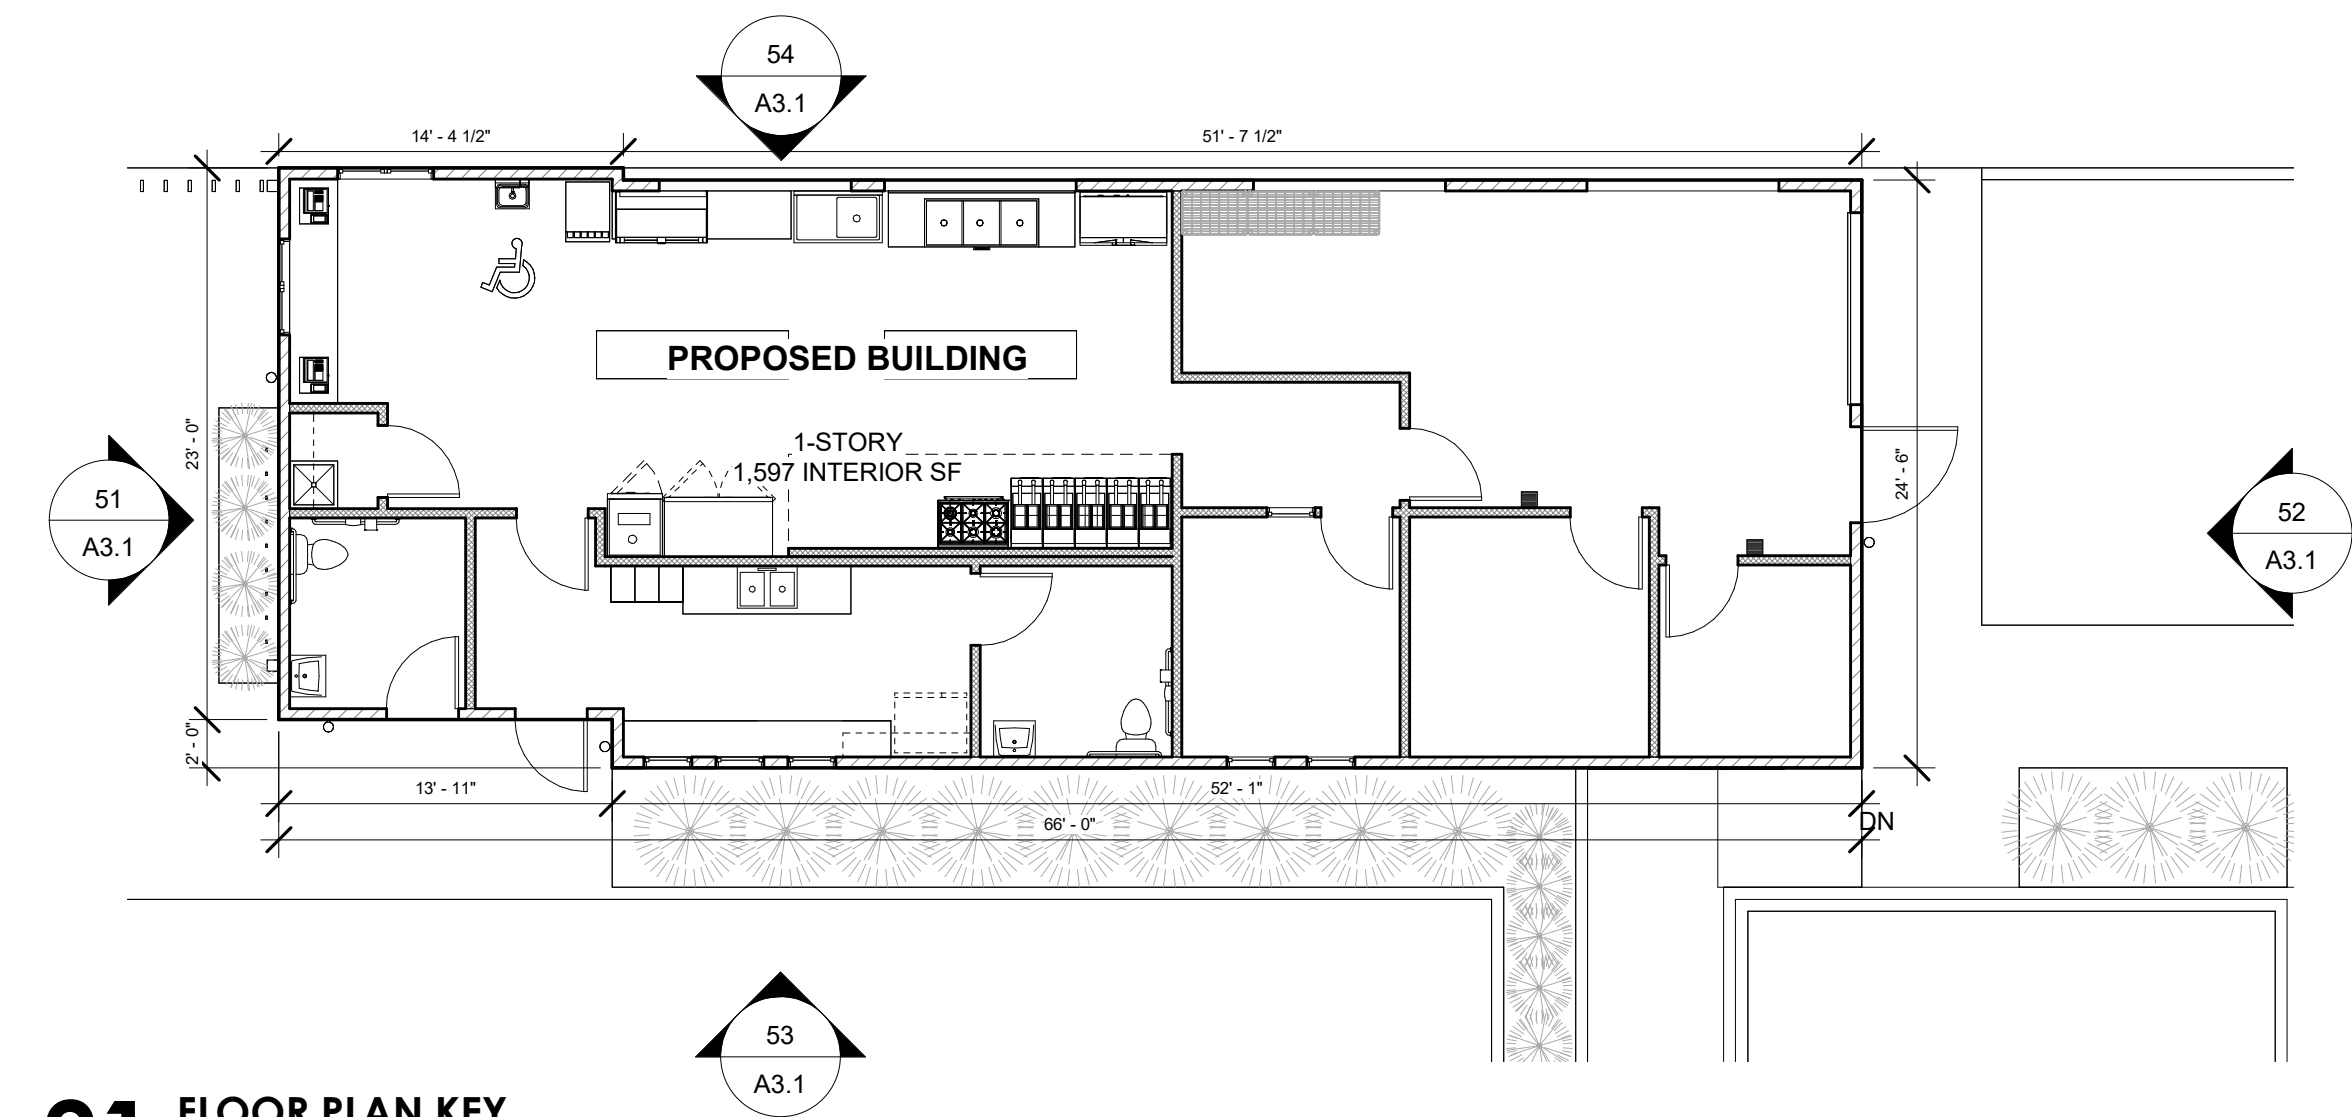 54
A3.1
14' - 4 1/2"
51' - 7 1/2"
PROPOSED BUILDING
1-STORY
1,597 INTERIOR SF
23' - 0"
24' - 6"
51
A3.1
52
A3.1
2' - 0"
13' - 11"
52' - 1"
66' - 0"
DN
53
A3.1
FLOOR PLAN KEY